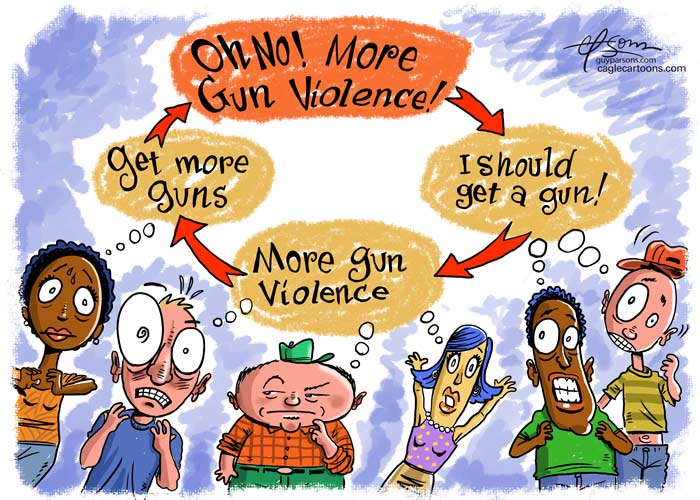 Oh No! More
Gun Violence!
guyparsons.com
caglecartoons.com
I should
get a gun!
More gun
Violence
get more
guns